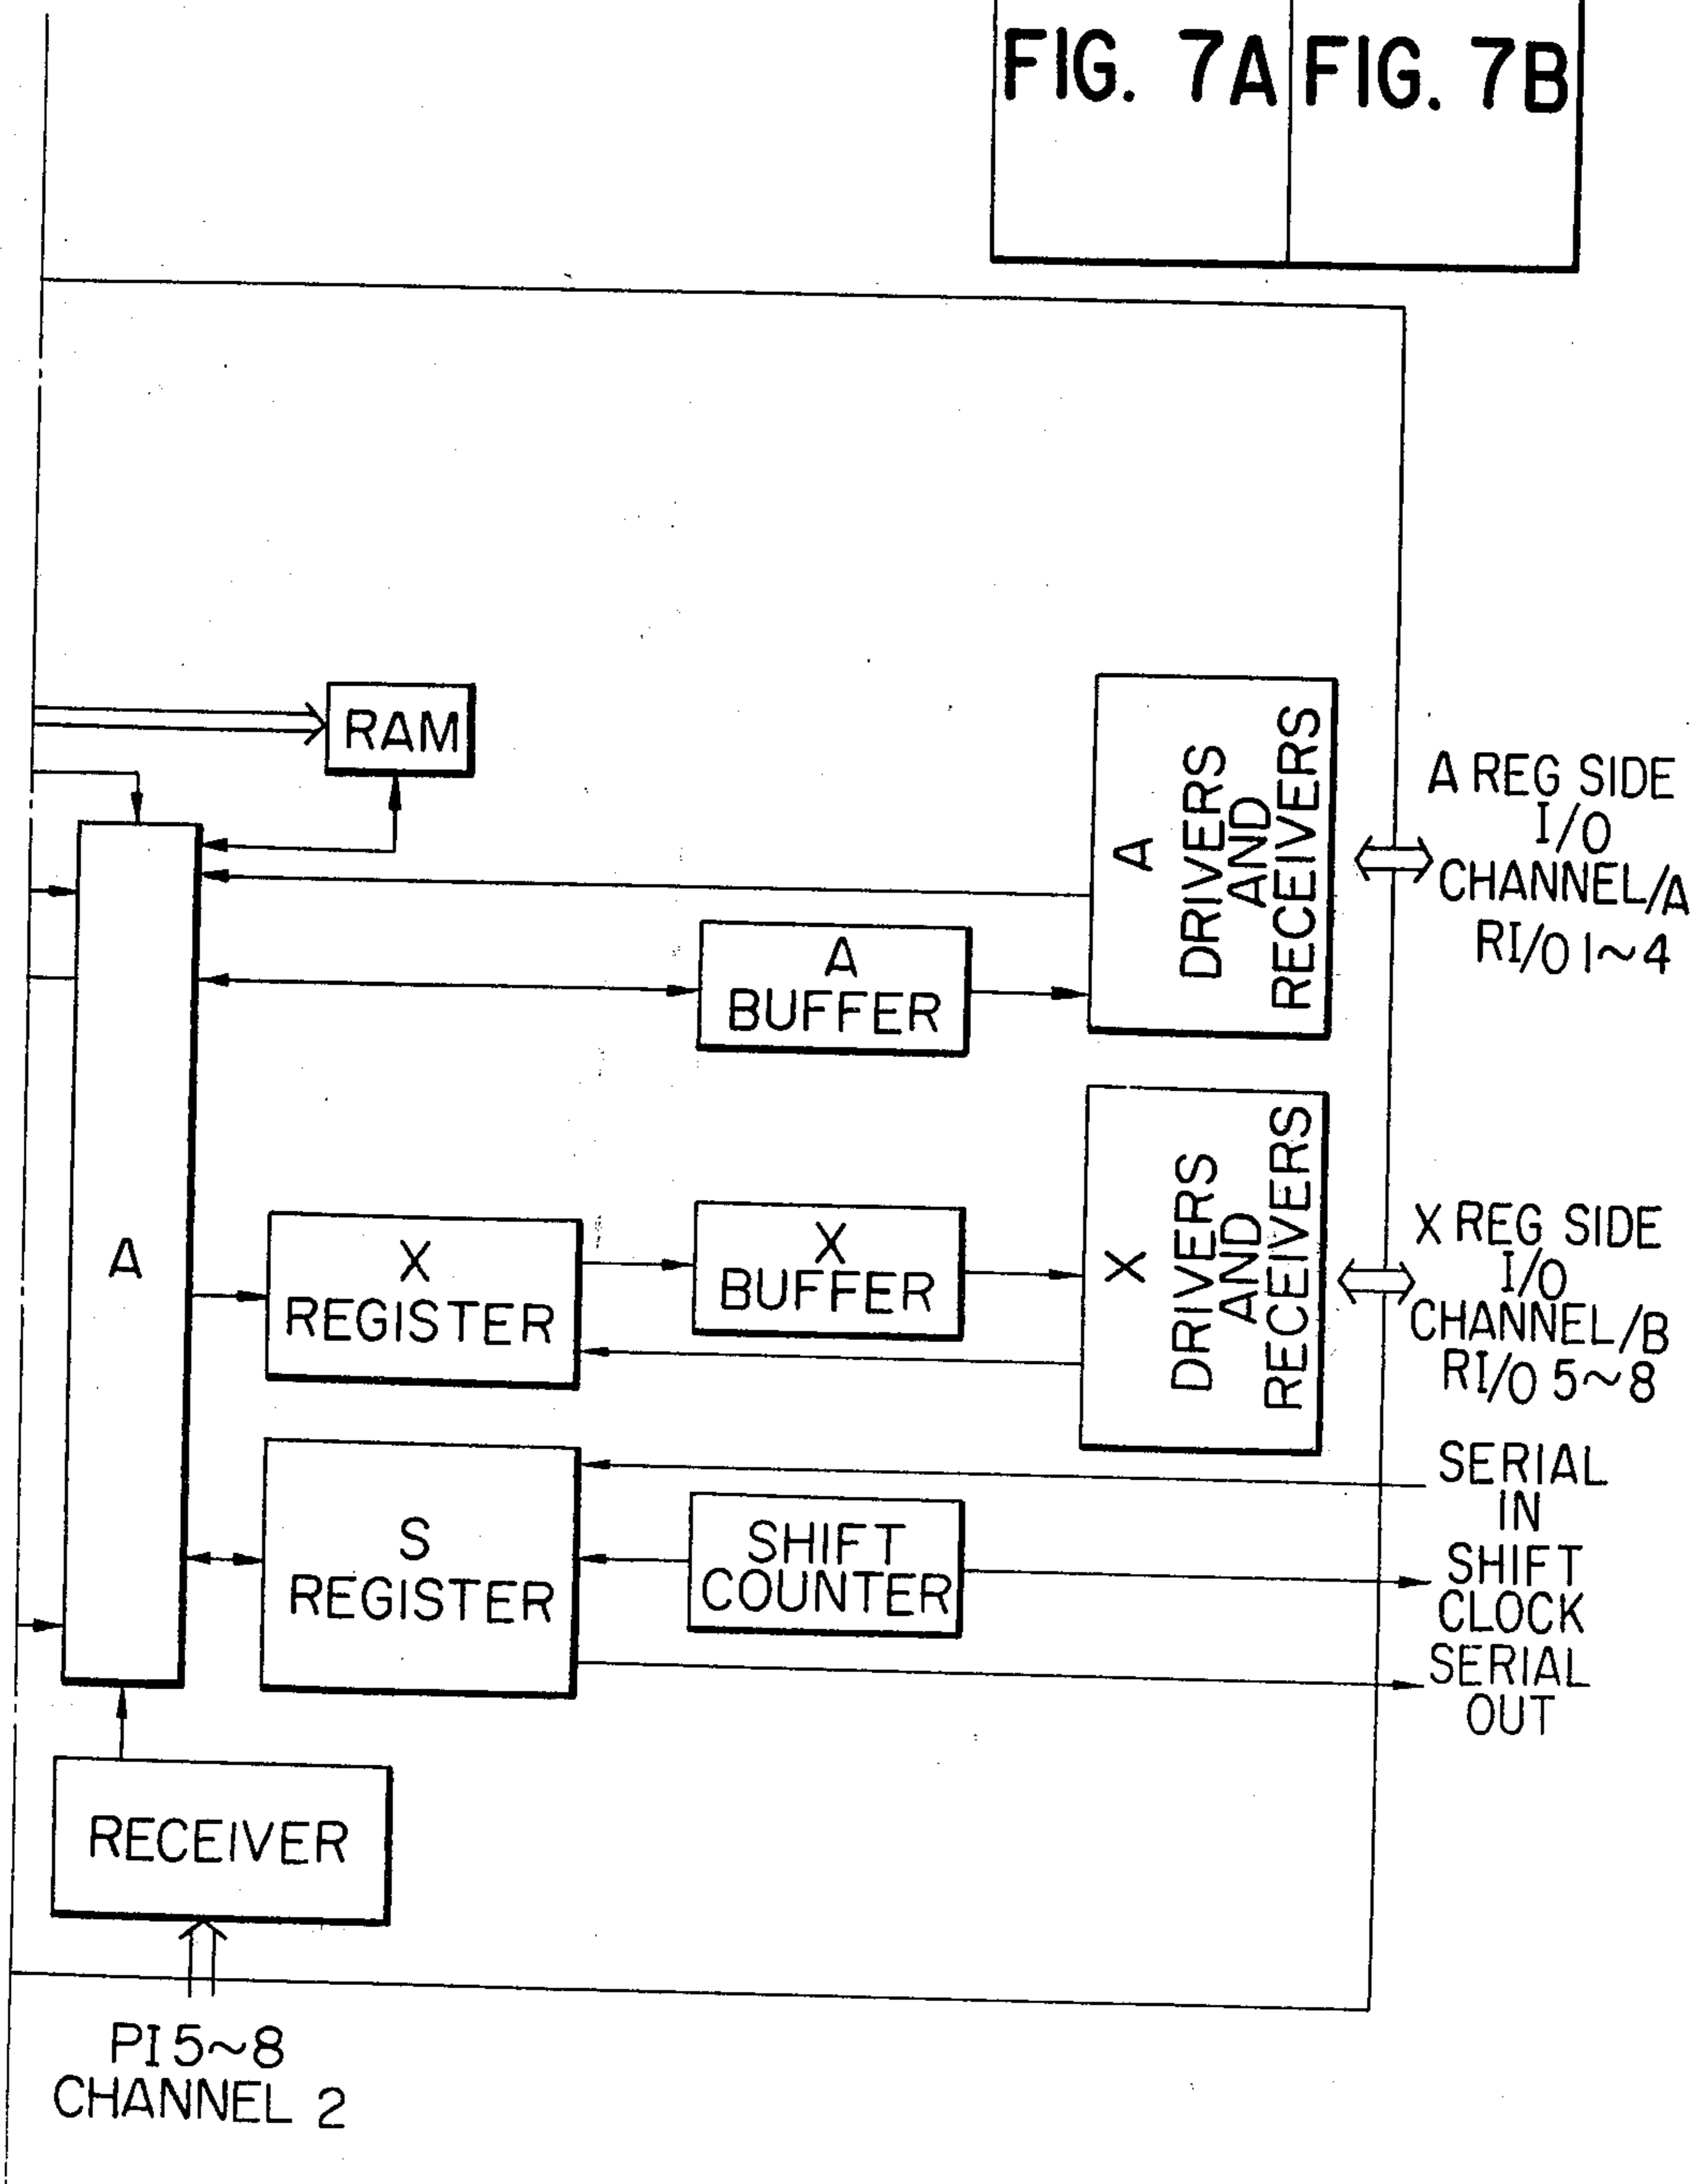 FIG. 7A
FIG. 7B
RAM
A
DRIVERS
AND
RECEIVERS
A REG SIDE
I/O
CHANNEL/A
RI/O 1~4
A
BUFFER
A
X
REGISTER
X
BUFFER
X
DRIVERS
AND
RECEIVERS
X REG SIDE
I/O
CHANNEL/B
RI/O 5~8
S
REGISTER
SHIFT
COUNTER
SERIAL
IN
SHIFT
CLOCK
SERIAL
OUT
RECEIVER
PI 5~8
CHANNEL 2